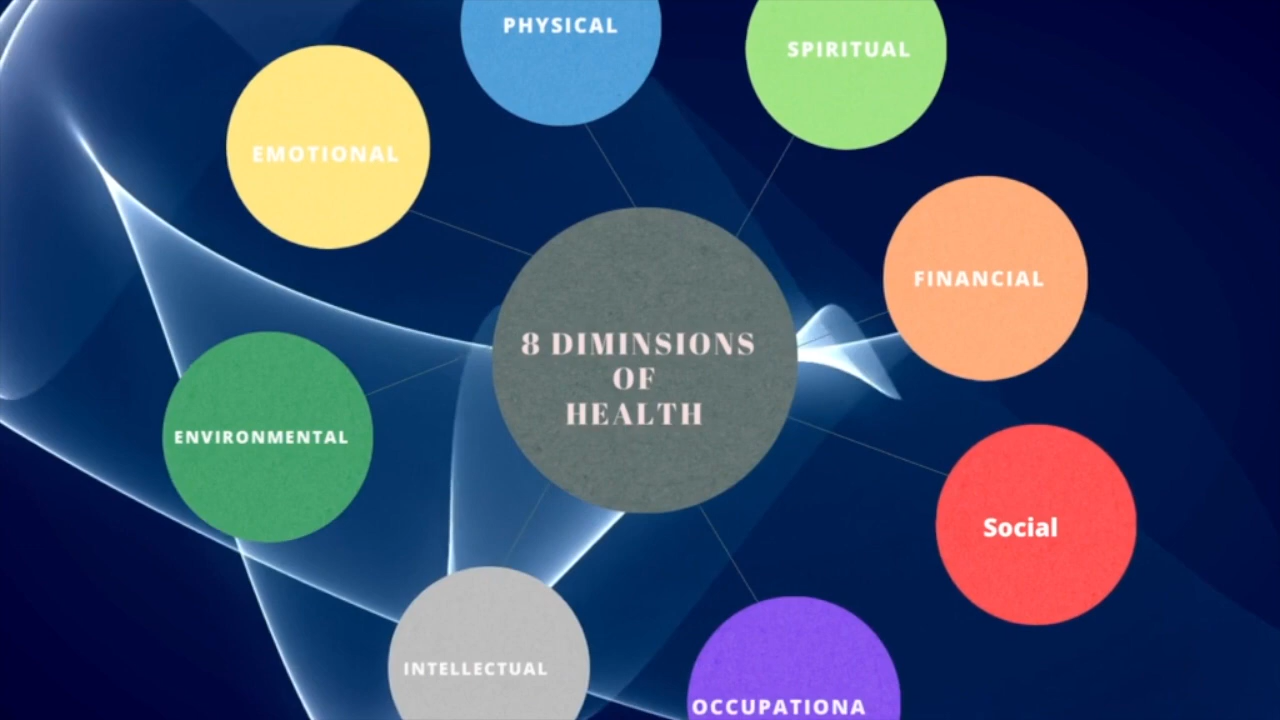 PHYSICAL
SPIRITUAL
EMOTIONAL
FINANCIAL
8 DIMINSIONS
OF
HEALTH
ENVIRONMENTAL
Social
INTELLECTUAL
OCCUPATIONA